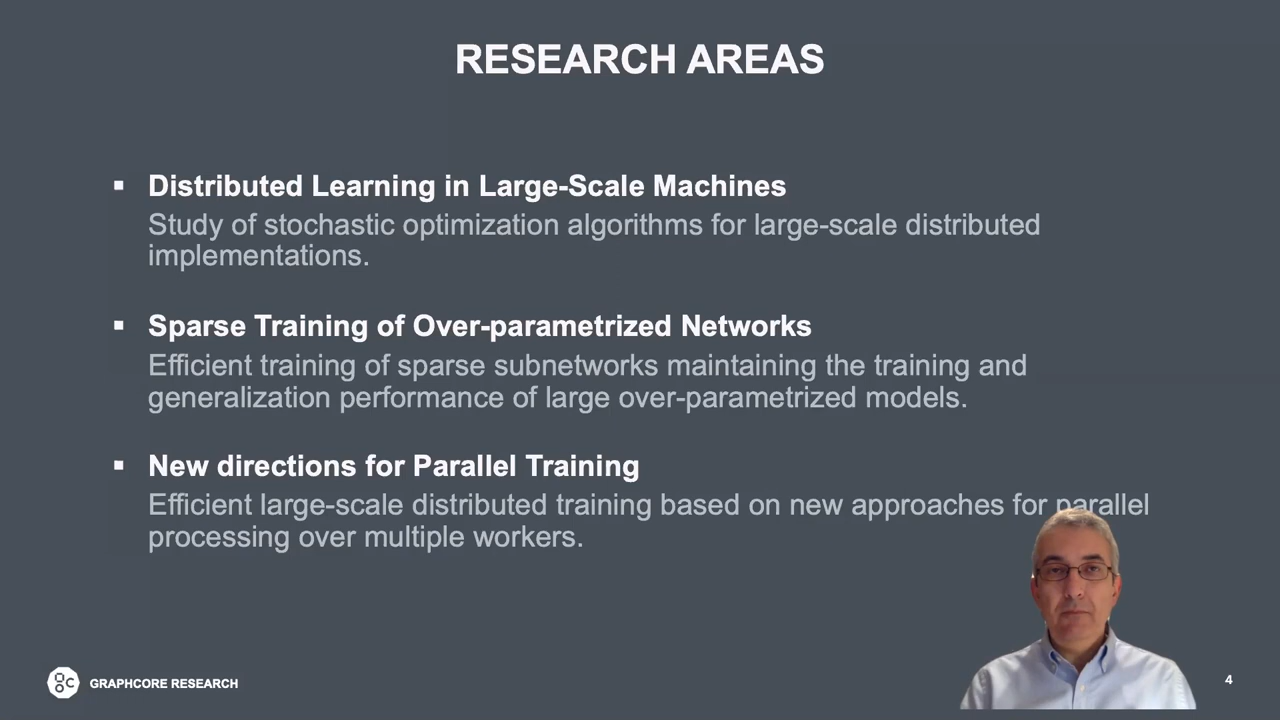 RESEARCH AREAS
▪ Distributed Learning in Large-Scale Machines
Study of stochastic optimization algorithms for large-scale distributed
implementations.
▪ Sparse Training of Over-parametrized Networks
Efficient training of sparse subnetworks maintaining the training and
generalization performance of large over-parametrized models.
▪ New directions for Parallel Training
Efficient large-scale distributed training based on new approaches for parallel
processing over multiple workers.
GRAPHCORE RESEARCH
4